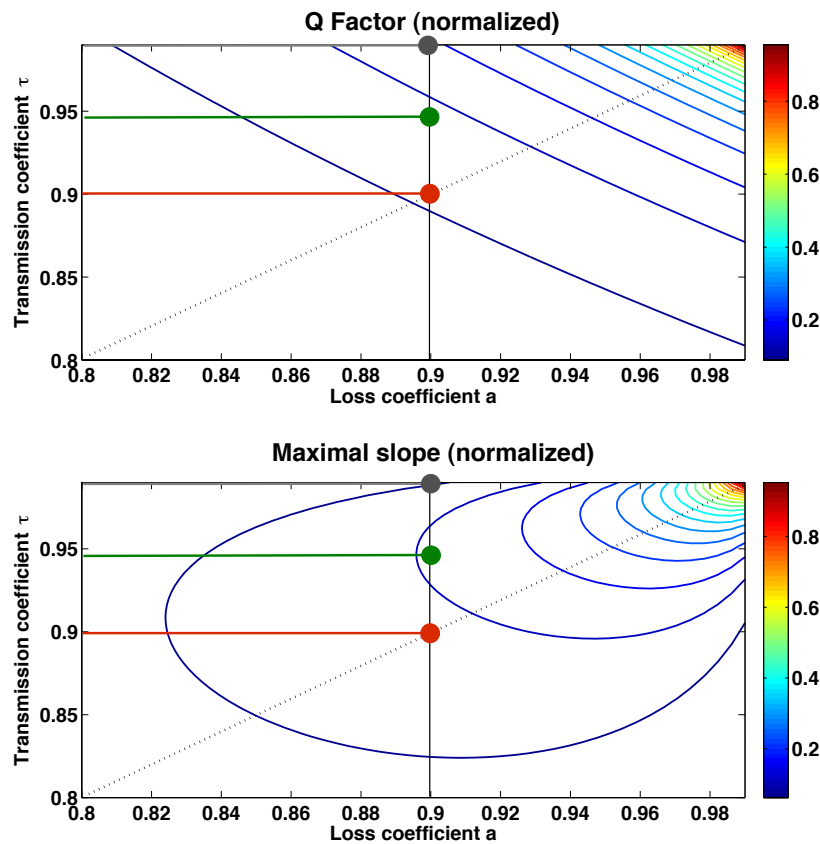 Q Factor (normalized)
Transmission coefficient τ
0.95
0.9
0.85
0.8
0.8 0.82 0.84 0.86 0.88 0.9 0.92 0.94 0.96 0.98
Loss coefficient a
0.8
0.6
0.4
0.2
Maximal slope (normalized)
Transmission coefficient τ
0.95
0.9
0.85
0.8
0.8 0.82 0.84 0.86 0.88 0.9 0.92 0.94 0.96 0.98
Loss coefficient a
0.8
0.6
0.4
0.2